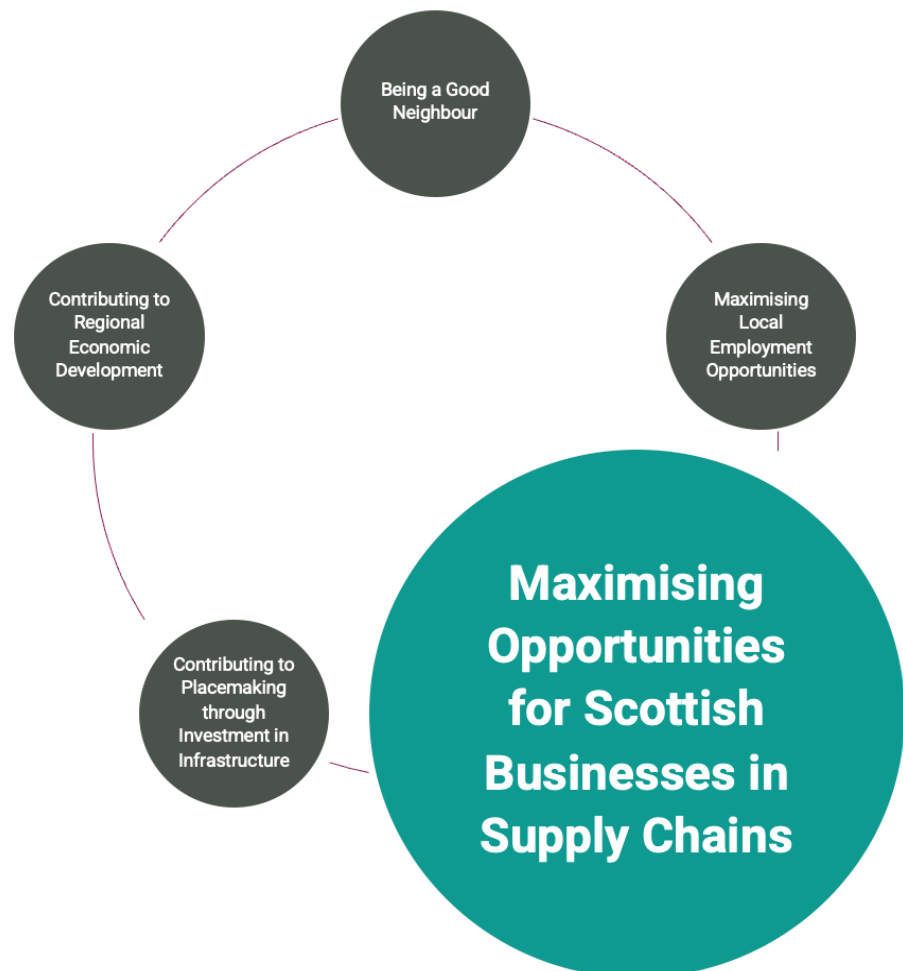 Being a Good
Neighbour
Maximising
Local
Employment
Opportunities
Maximising
Opportunities
for Scottish
Businesses in
Supply Chains
Contributing to
Placemaking
through
Investment in
Infrastructure
Contributing to
Regional
Economic
Development